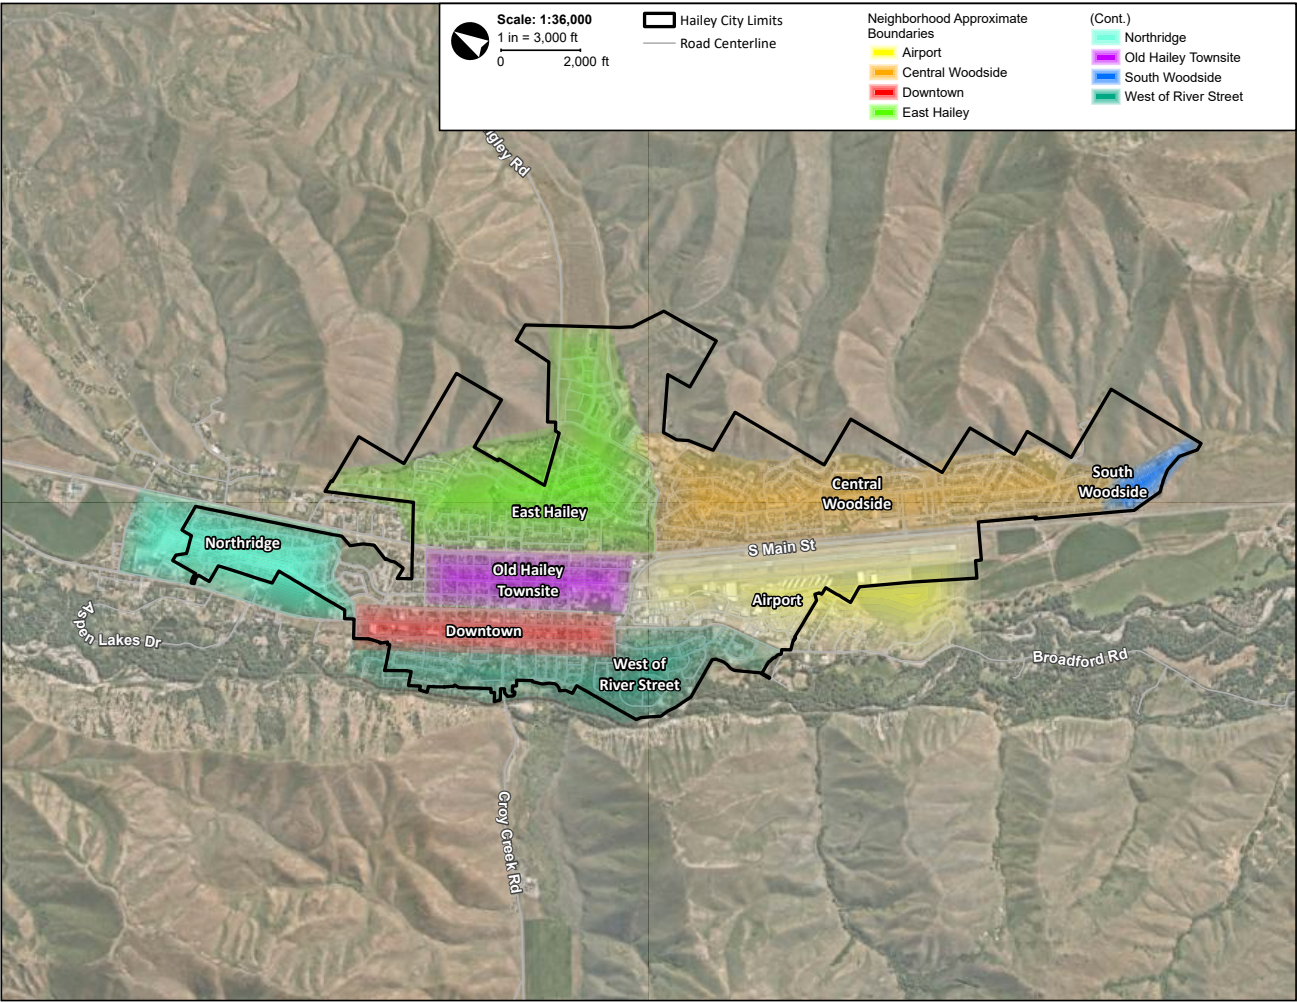 Scale: 1:36,000
1 in = 3,000 ft
0 2,000 ft
Hailey City Limits
Road Centerline
Neighborhood Approximate
Boundaries
Airport
Central Woodside
Downtown
East Hailey
(Cont.)
Northridge
Old Hailey Townsite
South Woodside
West of River Street
Rd
East Hailey
Central
Woodside
South
Woodside
Northridge
S Main St
Old Hailey
Townsite
Airport
Downtown
Aspen Lakes Dr
West of
River Street
Broadford Rd
Croy Creek Rd